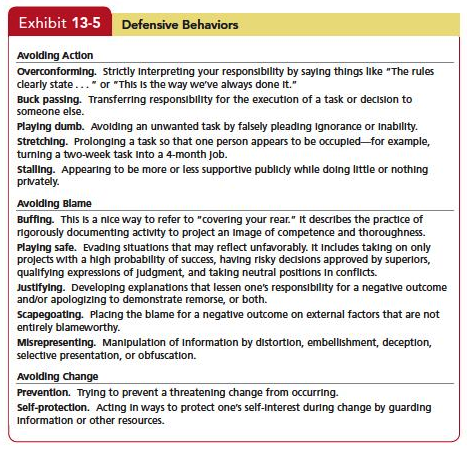 Exhibit 13-5 Defensive Behaviors
Avoiding Action
Overconforming. Strictly interpreting your responsibility by saying things like "The rules
clearly state . . . " or "This is the way we've always done it."
Buck passing. Transferring responsibility for the execution of a task or decision to
someone else.
Playing dumb. Avoiding an unwanted task by falsely pleading ignorance or inability.
Stretching. Prolonging a task so that one person appears to be occupied—for example,
turning a two-week task into a 4-month job.
Stalling. Appearing to be more or less supportive publicly while doing little or nothing
privately.
Avoiding Blame
Buffing. This is a nice way to refer to "covering your rear." It describes the practice of
rigorously documenting activity to project an image of competence and thoroughness.
Playing safe. Evading situations that may reflect unfavorably. It includes taking on only
projects with a high probability of success, having risky decisions approved by superiors,
qualifying expressions of judgment, and taking neutral positions in conflicts.
Justifying. Developing explanations that lessen one's responsibility for a negative outcome
and/or apologizing to demonstrate remorse, or both.
Scapegoating. Placing the blame for a negative outcome on external factors that are not
entirely blameworthy.
Misrepresenting. Manipulation of information by distortion, embellishment, deception,
selective presentation, or obfuscation.
Avoiding Change
Prevention. Trying to prevent a threatening change from occurring.
Self-protection. Acting in ways to protect one's self-interest during change by guarding
information or other resources.